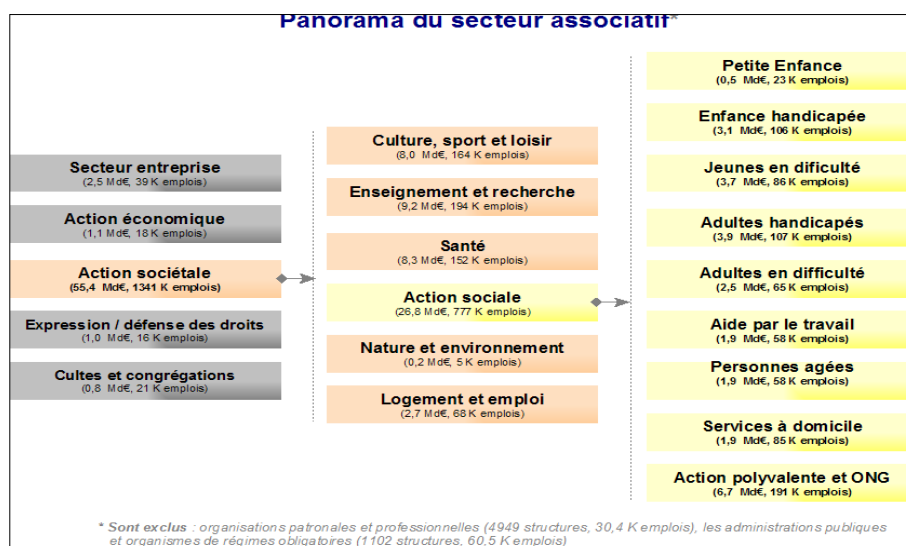 Panorama du secteur associatif*
Secteur entreprise
(2,5 Md€, 39 K emplois)
Action économique
(1,1 Md€, 18 K emplois)
Action sociétale
(55,4 Md€, 1341 K emplois)
Expression / défense des droits
(1,0 Md€, 16 K emplois)
Cultes et congrégations
(0,8 Md€, 21 K emplois)
Culture, sport et loisir
(8,0 Md€, 164 K emplois)
Enseignement et recherche
(9,2 Md€, 194 K emplois)
Santé
(8,3 Md€, 152 K emplois)
Action sociale
(26,8 Md€, 777 K emplois)
Nature et environnement
(0,2 Md€, 5 K emplois)
Logement et emploi
(2,7 Md€, 68 K emplois)
Petite Enfance
(0,5 Md€, 23 K emplois)
Enfance handicapée
(3,1 Md€, 106 K emplois)
Jeunes en dificulté
(3,7 Md€, 86 K emplois)
Adultes handicapés
(3,9 Md€, 107 K emplois)
Adultes en difficulté
(2,5 Md€, 65 K emplois)
Aide par le travail
(1,9 Md€, 58 K emplois)
Personnes agées
(1,9 Md€, 58 K emplois)
Services à domicile
(1,9 Md€, 85 K emplois)
Action polyvalente et ONG
(6,7 Md€, 191 K emplois)
* Sont exclus : organisations patronales et professionnelles (4949 structures, 30,4 K emplois), les administrations publiques
et organismes de régimes obligatoires (1102 structures, 60,5 K emplois)